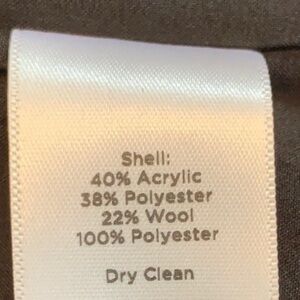 Shell:
40% Acrylic
38% Polyester
22% Wool
100% Polyester
Dry Clean